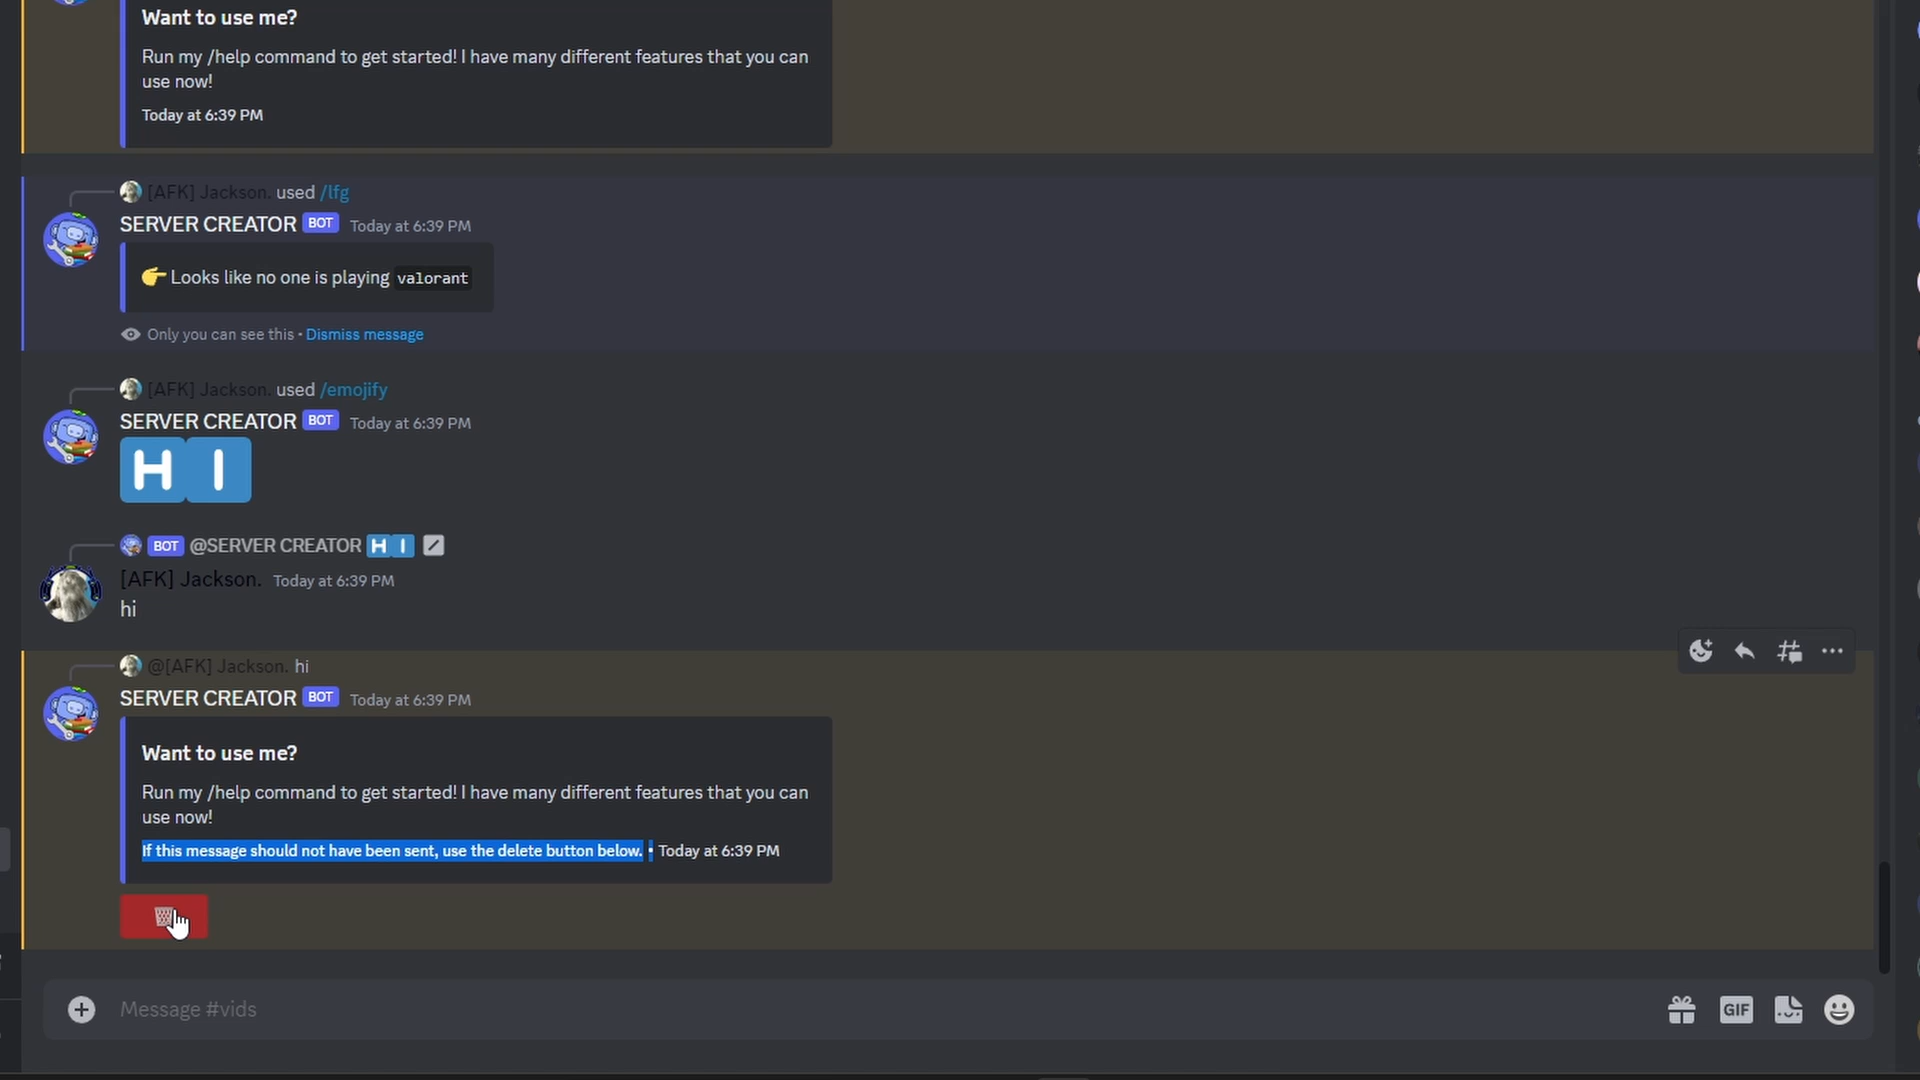 Want to use me?
Run my /help command to get started! I have many different features that you can
use now!
Today at 6:39 PM
[AFK] Jackson. used /lfg
SERVER CREATOR BOT Today at 6:39 PM
👉 Looks like no one is playing valorant
Only you can see this • Dismiss message
[AFK] Jackson. used /emojify
SERVER CREATOR BOT Today at 6:39 PM
H I
BOT @SERVER CREATOR H I
[AFK] Jackson. Today at 6:39 PM
hi
@[AFK] Jackson. hi
SERVER CREATOR BOT Today at 6:39 PM
Want to use me?
Run my /help command to get started! I have many different features that you can
use now!
If this message should not have been sent, use the delete button below. • Today at 6:39 PM
Message #vids
GIF